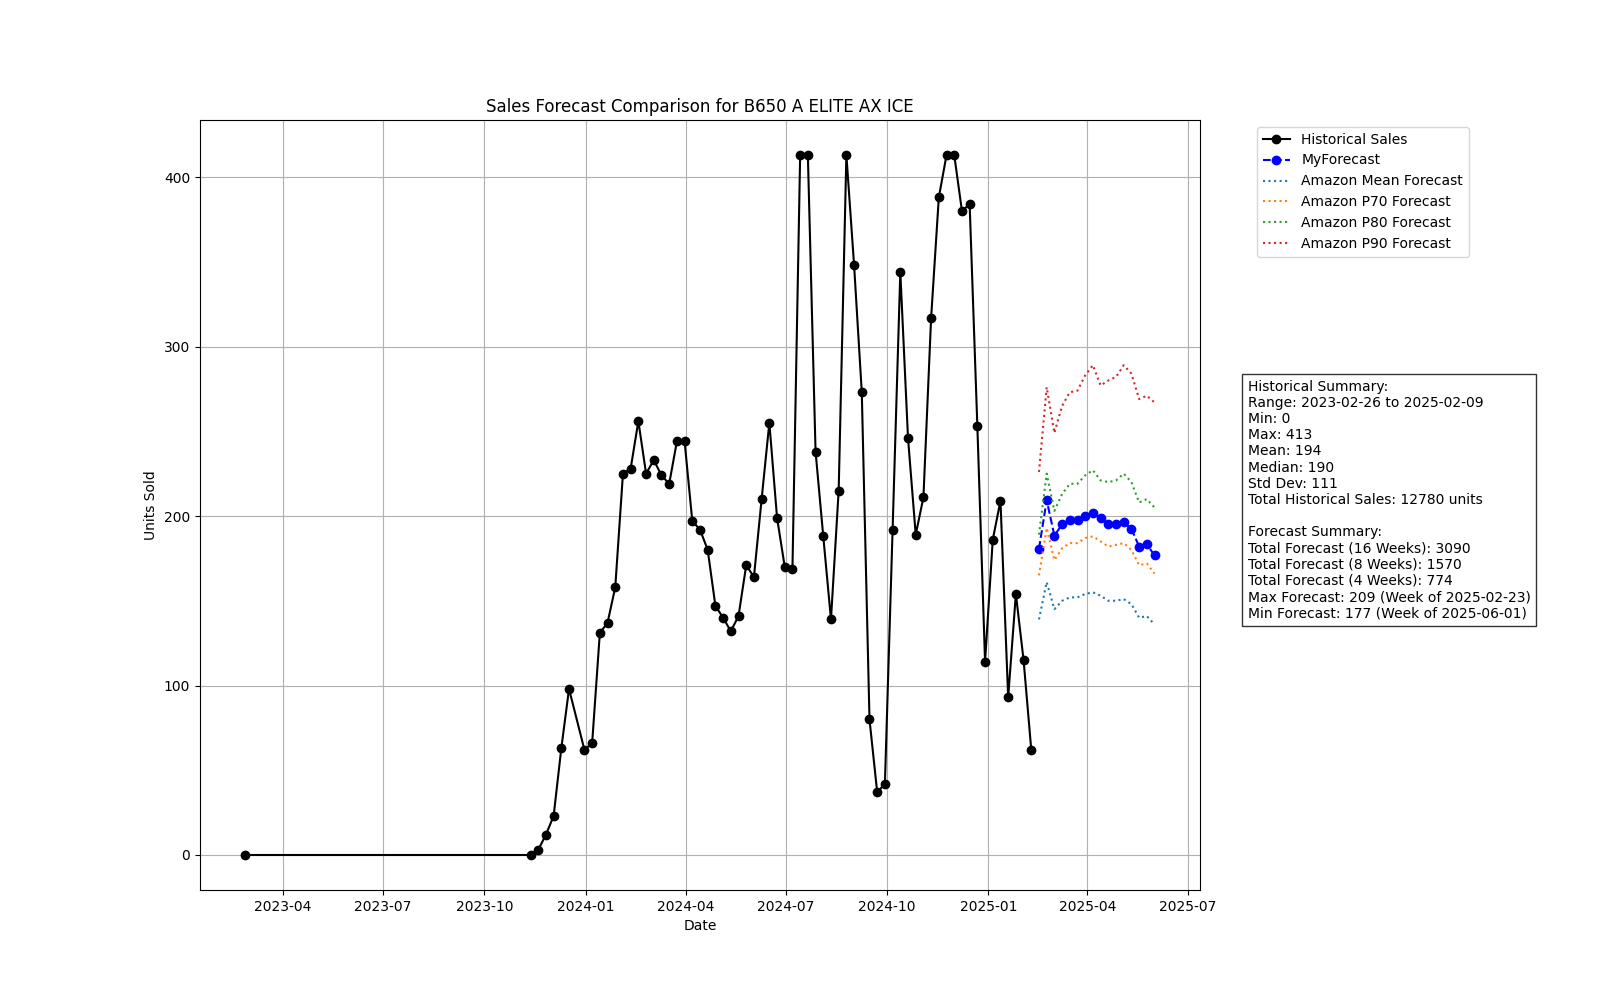 Sales Forecast Comparison for B650 A ELITE AX ICE
Historical Sales
MyForecast
Amazon Mean Forecast
Amazon P70 Forecast
Amazon P80 Forecast
Amazon P90 Forecast
400
300
200
100
0
Units Sold
2023-04
2023-07
2023-10
2024-01
2024-04
2024-07
2024-10
2025-01
2025-04
2025-07
Date
Historical Summary:
Range: 2023-02-26 to 2025-02-09
Min: 0
Max: 413
Mean: 194
Median: 190
Std Dev: 111
Total Historical Sales: 12780 units
Forecast Summary:
Total Forecast (16 Weeks): 3090
Total Forecast (8 Weeks): 1570
Total Forecast (4 Weeks): 774
Max Forecast: 209 (Week of 2025-02-23)
Min Forecast: 177 (Week of 2025-06-01)